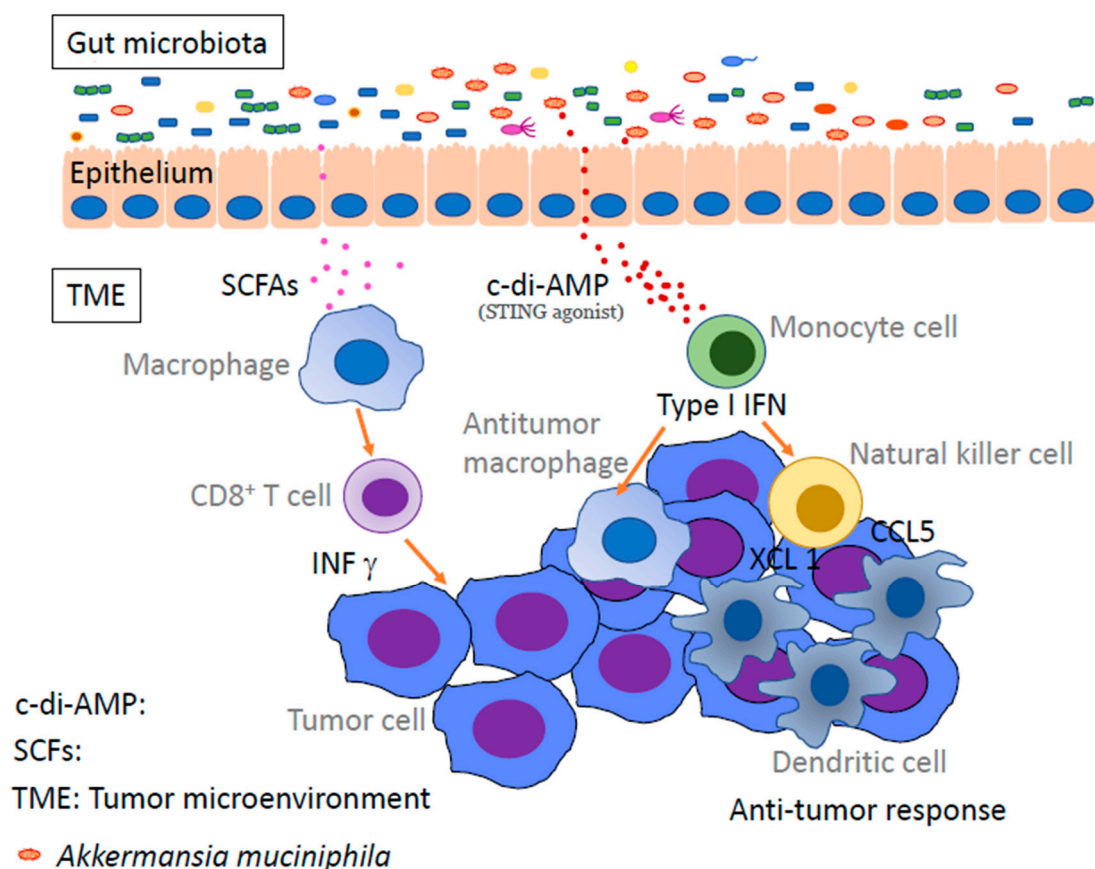 Gut microbiota
Epithelium
TME
SCFAs
c-di-AMP
(STING agonist)
Monocyte cell
Macrophage
Type I IFN
Antitumor
macrophage
Natural killer cell
CD8⁺ T cell
CCL5
XCL 1
INF γ
Tumor cell
Dendritic cell
Anti-tumor response
c-di-AMP:
SCFs:
TME: Tumor microenvironment
Akkermansia muciniphila